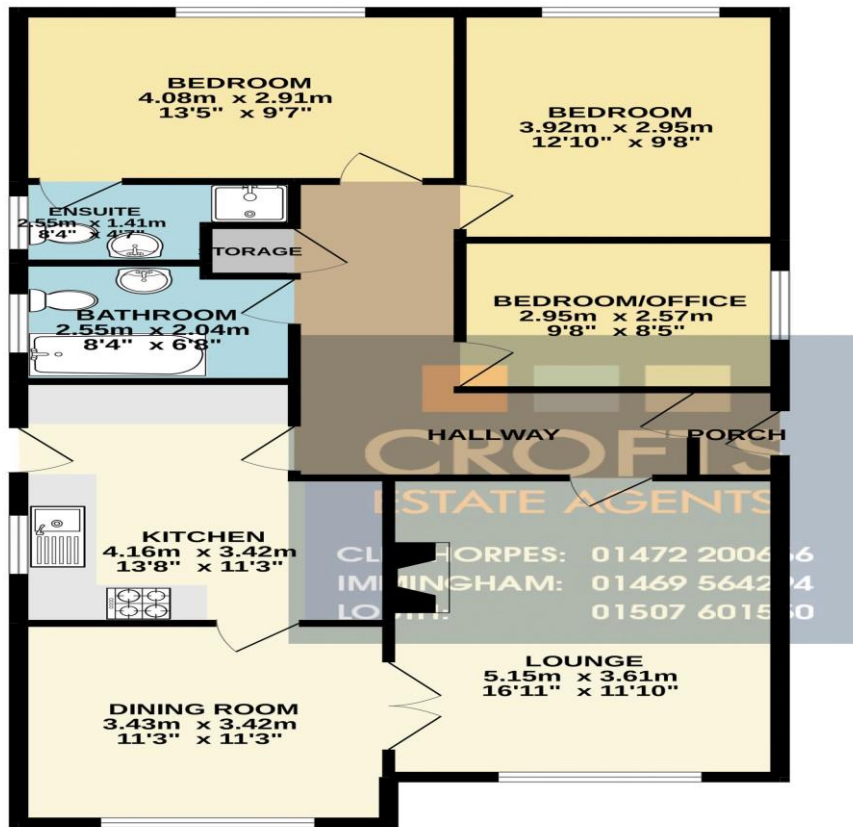 BEDROOM
4.08m x 2.91m
13'5" x 9'7"
BEDROOM
3.92m x 2.95m
12'10" x 9'8"
ENSUITE
2.55m x 1.41m
8'4" x 4'7"
STORAGE
BATHROOM
2.55m x 2.04m
8'4" x 6'8"
BEDROOM/OFFICE
2.95m x 2.57m
9'8" x 8'5"
HALLWAY
PORCH
CROFTS
ESTATE AGENTS
KITCHEN
4.16m x 3.42m
13'8" x 11'3"
01472
IMMINGHAM: 01469
01507
LOUNGE
5.15m x 3.61m
16'11" x 11'10"
DINING ROOM
3.43m x 3.42m
11'3" x 11'3"